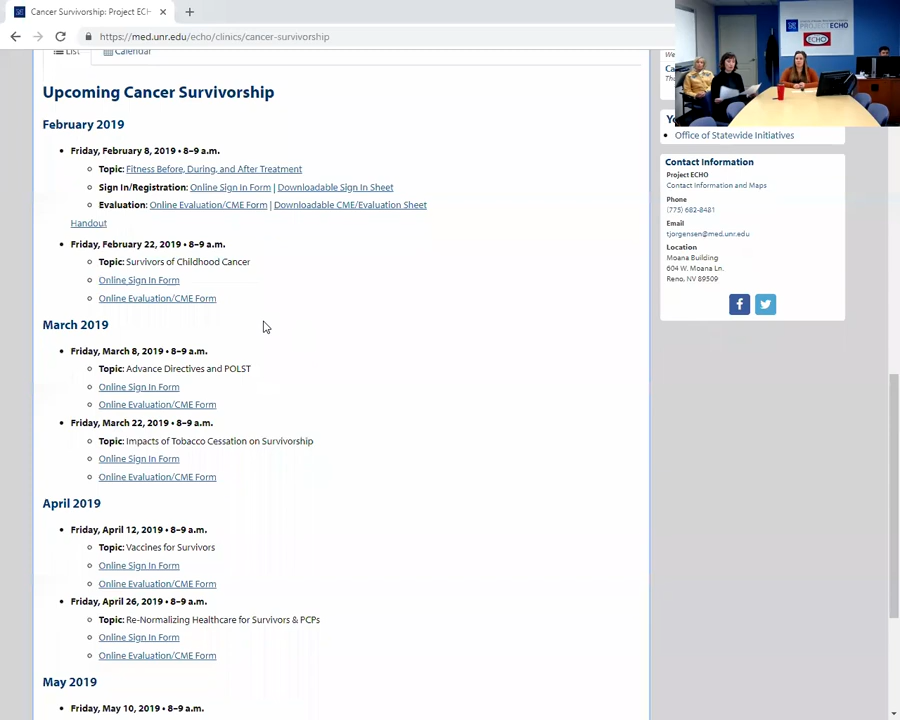 Cancer Survivorship: Project ECH
https://med.unr.edu/echo/clinics/cancer-survivorship
PROJECT ECHO
ECHO
List
Calendar
Upcoming Cancer Survivorship
February 2019
Friday, February 8, 2019 • 8–9 a.m.
Topic: Fitness Before, During, and After Treatment
Sign In/Registration: Online Sign In Form | Downloadable Sign In Sheet
Evaluation: Online Evaluation/CME Form | Downloadable CME/Evaluation Sheet
Handout
Friday, February 22, 2019 • 8–9 a.m.
Topic: Survivors of Childhood Cancer
Online Sign In Form
Online Evaluation/CME Form
March 2019
Friday, March 8, 2019 • 8–9 a.m.
Topic: Advance Directives and POLST
Online Sign In Form
Online Evaluation/CME Form
Friday, March 22, 2019 • 8–9 a.m.
Topic: Impacts of Tobacco Cessation on Survivorship
Online Sign In Form
Online Evaluation/CME Form
April 2019
Friday, April 12, 2019 • 8–9 a.m.
Topic: Vaccines for Survivors
Online Sign In Form
Online Evaluation/CME Form
Friday, April 26, 2019 • 8–9 a.m.
Topic: Re-Normalizing Healthcare for Survivors & PCPs
Online Sign In Form
Online Evaluation/CME Form
May 2019
Friday, May 10, 2019 • 8–9 a.m.
Office of Statewide Initiatives
Contact Information
Project ECHO
Contact Information and Maps
Phone
(775) 682-8481
Email
tjorgensen@med.unr.edu
Location
Moana Building
604 W. Moana Ln.
Reno, NV 89509